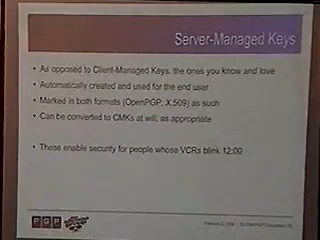 Server-Managed Keys
As opposed to Client-Managed Keys, the ones you know and love
Automatically created and used for the end user
Marked in both formats (OpenPGP, X.509) as such
Can be converted to CMKs at will, as appropriate
These enable security for people whose VCRs blink 12:00
PGP